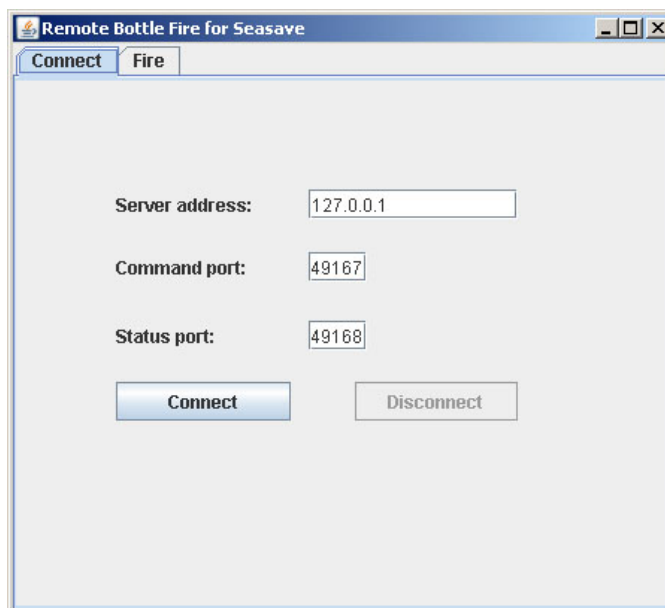 Remote Bottle Fire for Seasave
Connect Fire
Server address: 127.0.0.1
Command port: 49167
Status port: 49168
Connect Disconnect